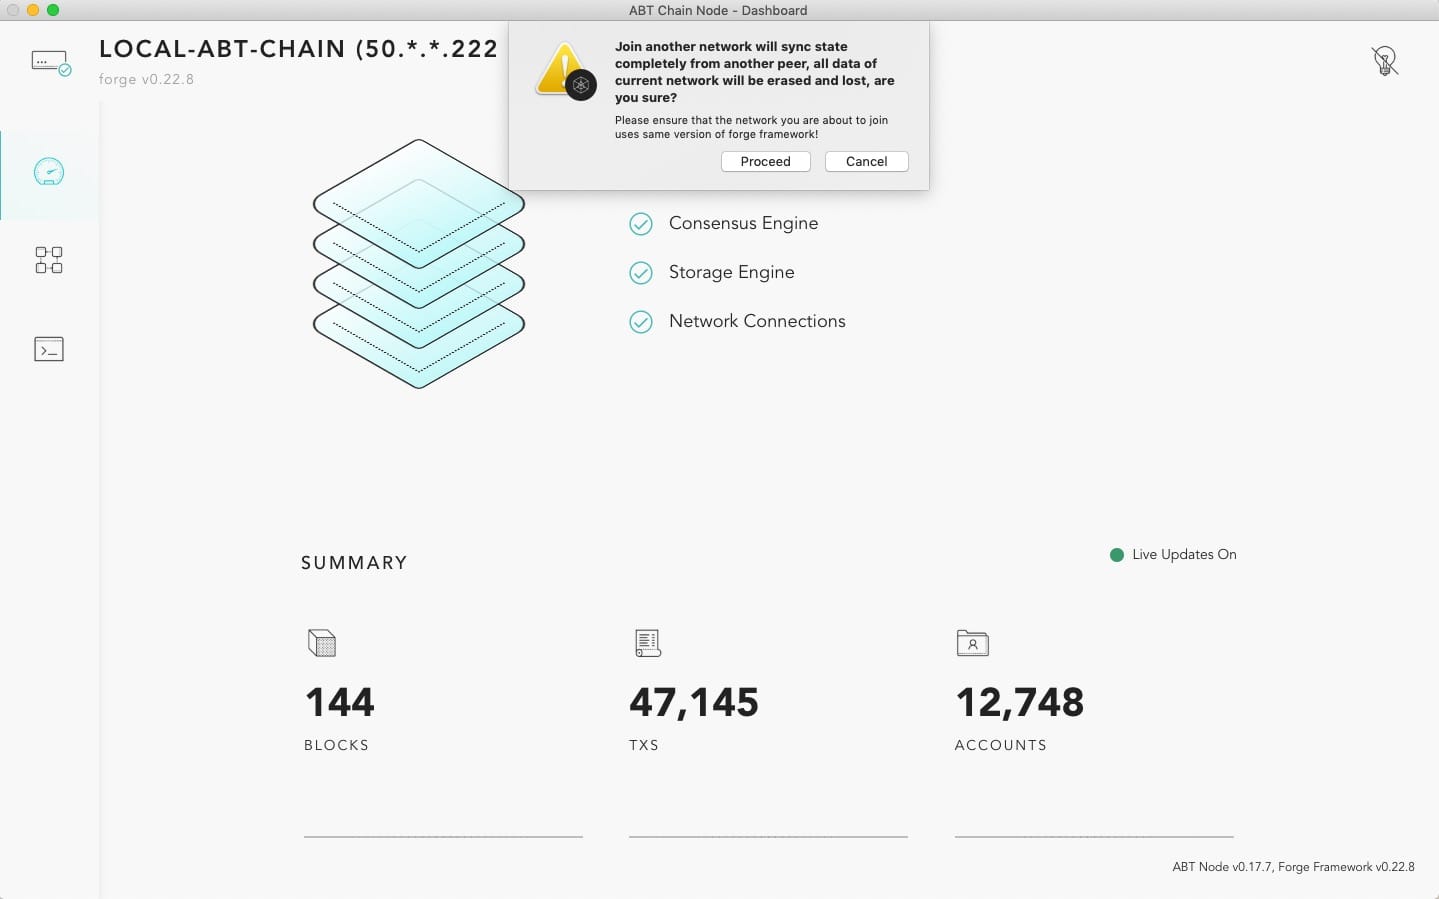 ABT Chain Node - Dashboard
LOCAL-ABT-CHAIN (50.*.*.222
forge v0.22.8
Join another network will sync state
completely from another peer, all data of
current network will be erased and lost, are
you sure?
Please ensure that the network you are about to join
uses same version of forge framework!
Proceed
Cancel
Consensus Engine
Storage Engine
Network Connections
SUMMARY
Live Updates On
144
BLOCKS
47,145
TXS
12,748
ACCOUNTS
ABT Node v0.17.7, Forge Framework v0.22.8